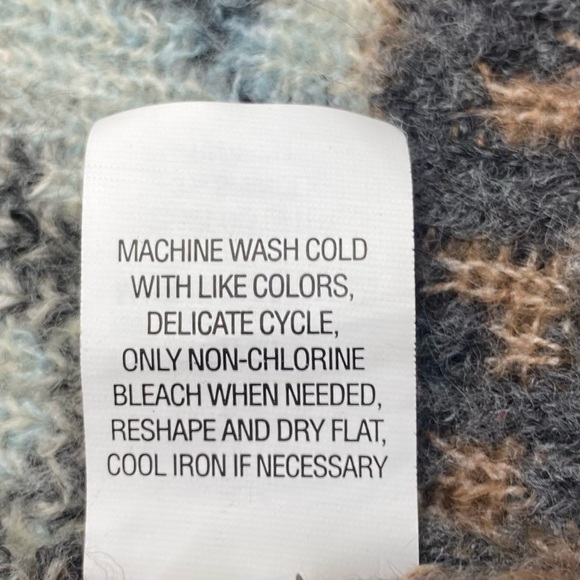 MACHINE WASH COLD
WITH LIKE COLORS,
DELICATE CYCLE,
ONLY NON-CHLORINE
BLEACH WHEN NEEDED,
RESHAPE AND DRY FLAT,
COOL IRON IF NECESSARY